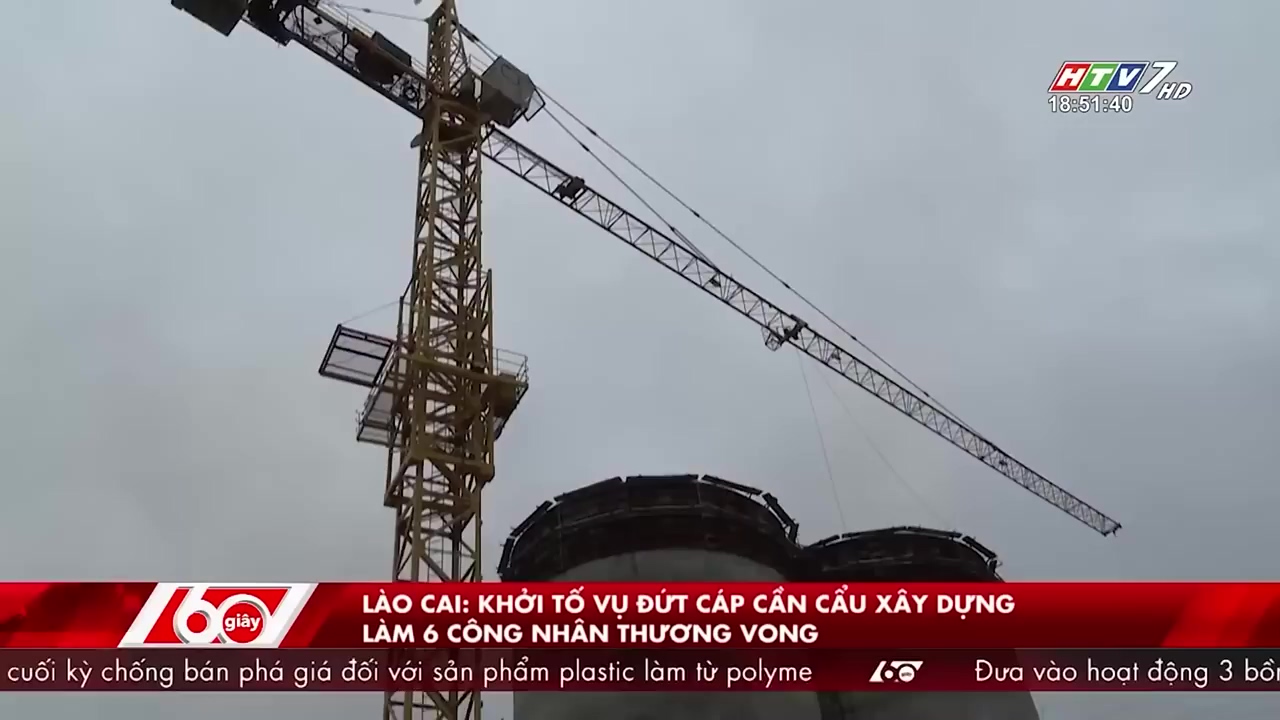 HTV7 HD
18:51:40
60 giây
LÀO CAI: KHỞI TỐ VỤ ĐỨT CÁP CẦN CẨU XÂY DỰNG
LÀM 6 CÔNG NHÂN THƯƠNG VONG
cuối kỳ chống bán phá giá đối với sản phẩm plastic làm từ polyme 60 giây Đưa vào hoạt động 3